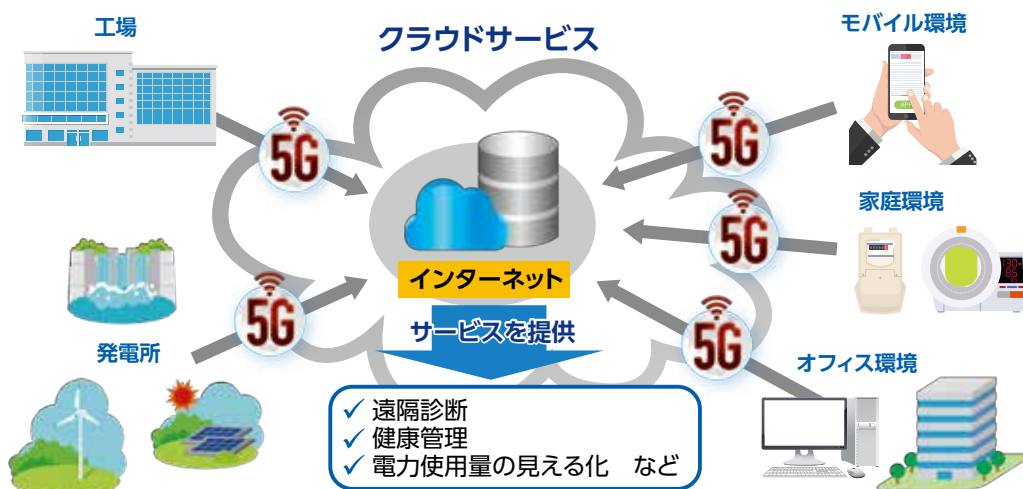 工場
クラウドサービス
モバイル環境
5G
5G
家庭環境
5G
インターネット
5G
サービスを提供
5G
発電所
オフィス環境
✓ 遠隔診断
✓ 健康管理
✓ 電力使用量の見える化　など